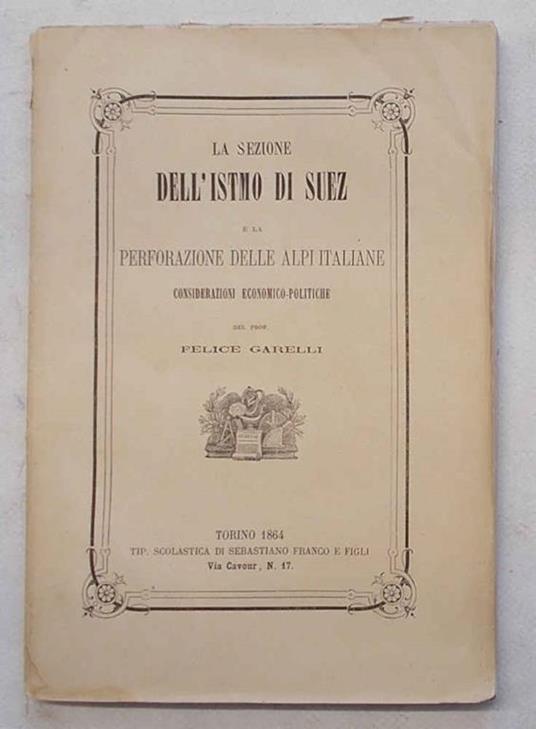 LA SEZIONE
DELL'ISTMO DI SUEZ
E LA
PERFORAZIONE DELLE ALPI ITALIANE
CONSIDERAZIONI ECONOMICO-POLITICHE
DEL PROF.
FELICE GARELLI
TORINO 1864
TIP. SCOLASTICA DI SEBASTIANO FRANCO E FIGLI
Via Cavour, N. 17.